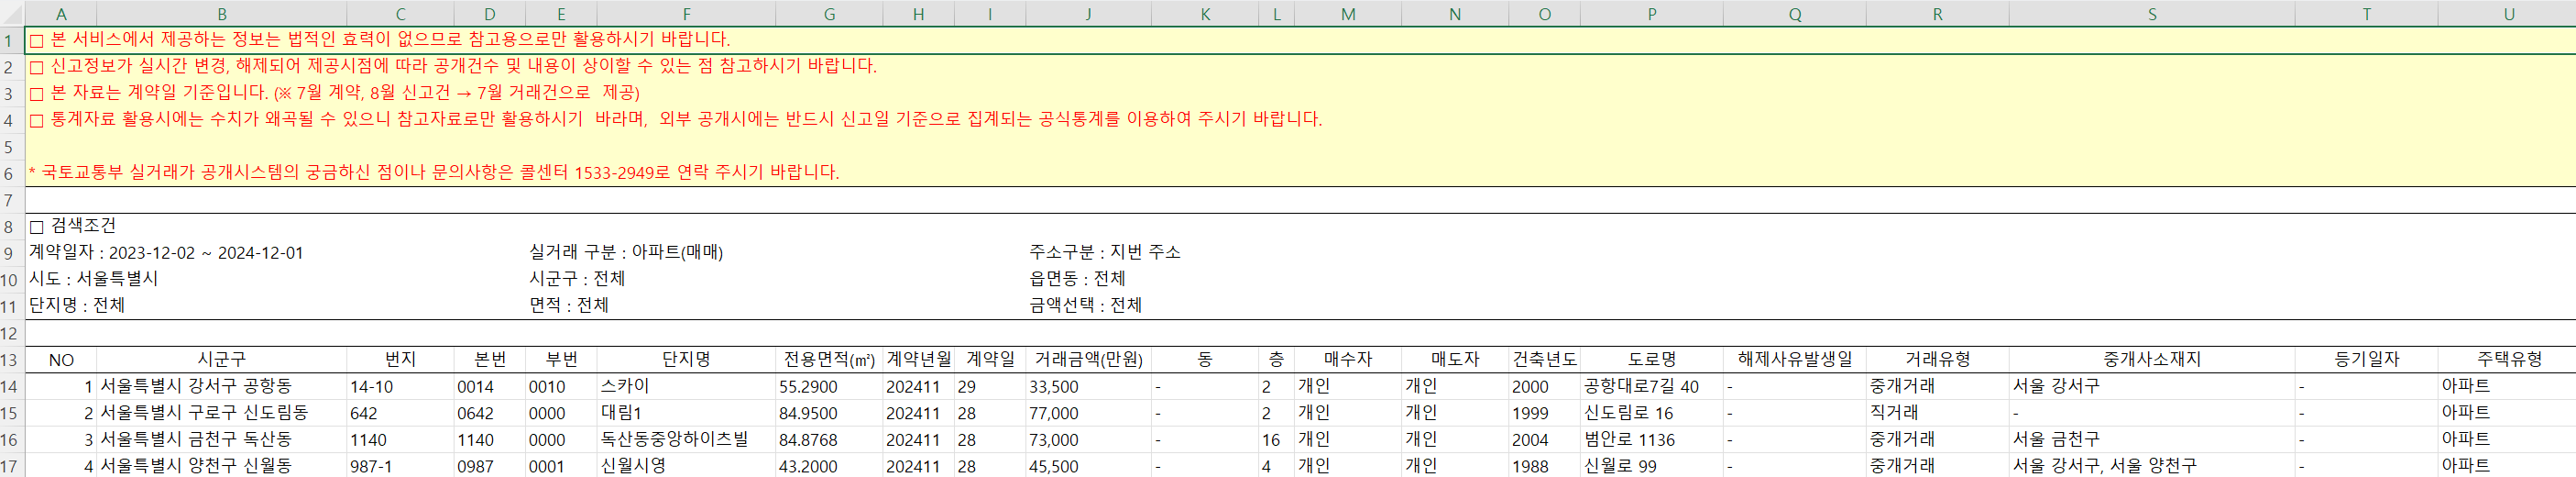 A B C D E F G H I J K L M N O P Q R S T U
1 □ 본 서비스에서 제공하는 정보는 법적인 효력이 없으므로 참고용으로만 활용하시기 바랍니다.
2 □ 신고정보가 실시간 변경, 해제되어 제공시점에 따라 공개건수 및 내용이 상이할 수 있는 점 참고하시기 바랍니다.
3 □ 본 자료는 계약일 기준입니다. (※ 7월 계약, 8월 신고건 → 7월 거래건으로 제공)
4 □ 통계자료 활용시에는 수치가 왜곡될 수 있으니 참고자료로만 활용하시기 바라며, 외부 공개시에는 반드시 신고일 기준으로 집계되는 공식통계를 이용하여 주시기 바랍니다.
5
6 * 국토교통부 실거래가 공개시스템의 궁금하신 점이나 문의사항은 콜센터 1533-2949로 연락 주시기 바랍니다.
7
8 □ 검색조건
9 계약일자 : 2023-12-02 ~ 2024-12-01 실거래 구분 : 아파트(매매) 주소구분 : 지번 주소
10 시도 : 서울특별시 시군구 : 전체 읍면동 : 전체
11 단지명 : 전체 면적 : 전체 금액선택 : 전체
12
13 NO 시군구 번지 본번 부번 단지명 전용면적(㎡) 계약년월 계약일 거래금액(만원) 동 층 매수자 매도자 건축년도 도로명 해제사유발생일 거래유형 중개사소재지 등기일자 주택유형
14 1 서울특별시 강서구 공항동 14-10 0014 0010 스카이 55.2900 202411 29 33,500 - 2 개인 개인 2000 공항대로7길 40 - 중개거래 서울 강서구 - 아파트
15 2 서울특별시 구로구 신도림동 642 0642 0000 대림1 84.9500 202411 28 77,000 - 2 개인 개인 1999 신도림로 16 - 직거래 - - 아파트
16 3 서울특별시 금천구 독산동 1140 1140 0000 독산동중앙하이츠빌 84.8768 202411 28 73,000 - 16 개인 개인 2004 범안로 1136 - 중개거래 서울 금천구 - 아파트
17 4 서울특별시 양천구 신월동 987-1 0987 0001 신월시영 43.2000 202411 28 45,500 - 4 개인 개인 1988 신월로 99 - 중개거래 서울 강서구, 서울 양천구 - 아파트